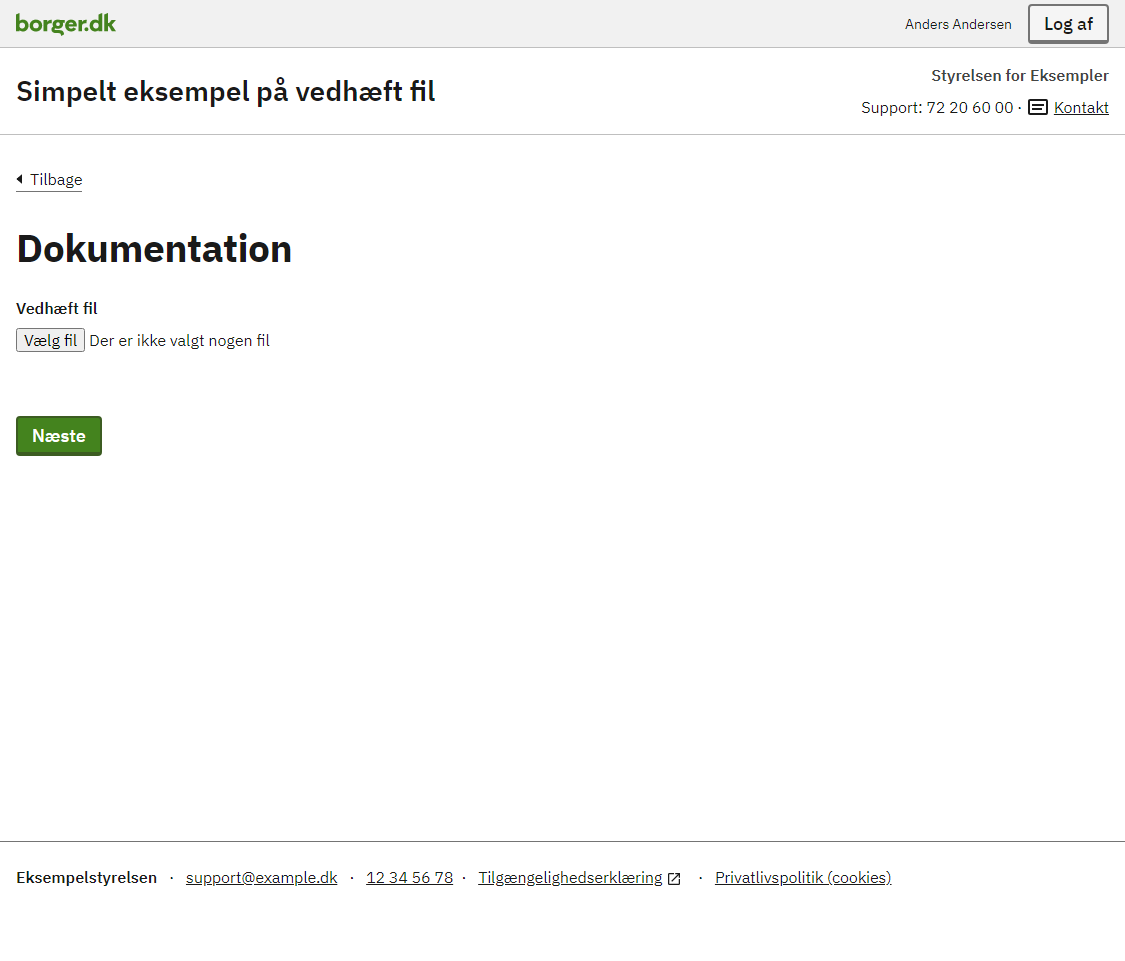 borger.dk
Anders Andersen
Log af
Simpelt eksempel på vedhæft fil
Styrelsen for Eksempler
Support: 72 20 60 00 · Kontakt
Tilbage
Dokumentation
Vedhæft fil
Vælg fil Der er ikke valgt nogen fil
Næste
Eksempelstyrelsen · support@example.dk · 12 34 56 78 · Tilgængelighedserklæring · Privatlivspolitik (cookies)